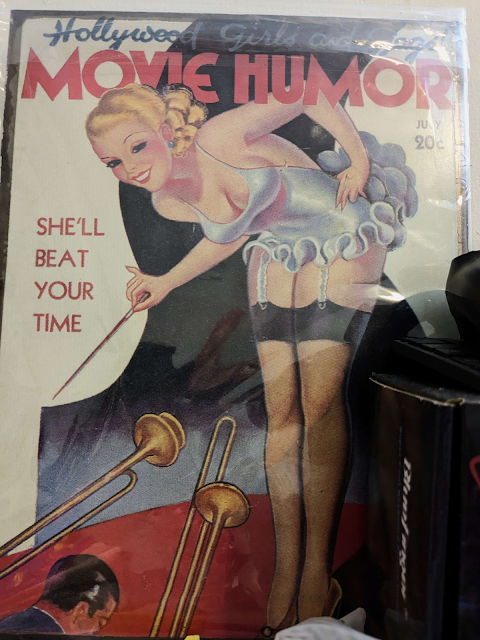 Hollywood Girls and Gags
MOVIE HUMOR
JULY
20c
SHE'LL
BEAT
YOUR
TIME